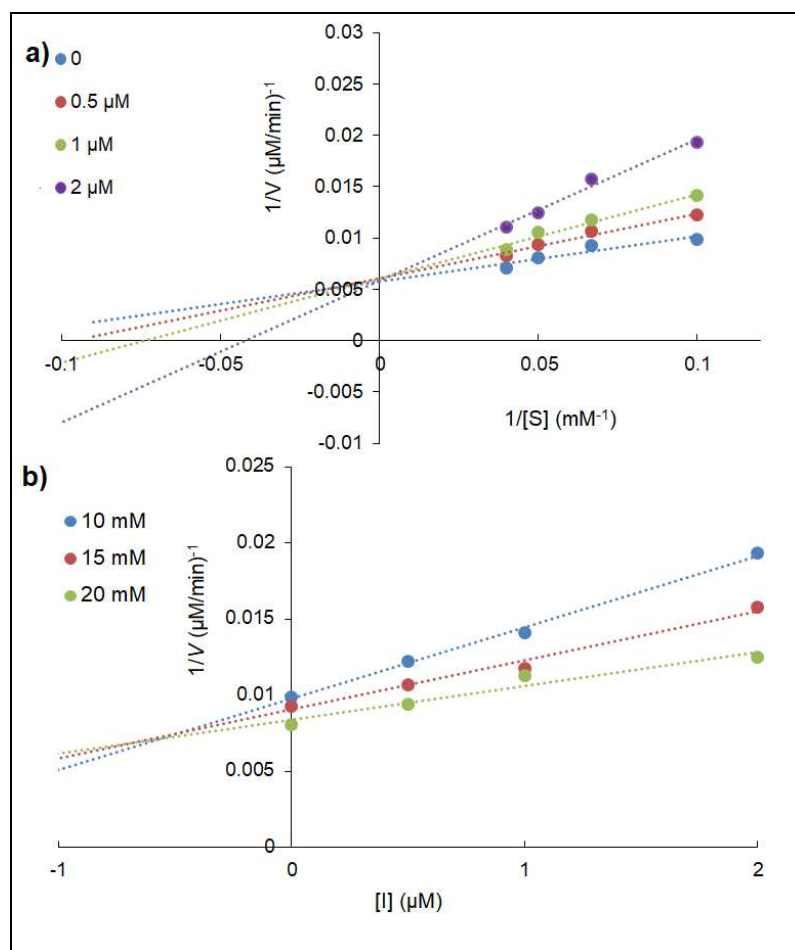 a)
0
0.5 µM
1 µM
2 µM
1/V (µM/min)-1
0.03
0.025
0.02
0.015
0.01
0.005
0
-0.005
-0.01
-0.1
-0.05
0.05
0.1
1/[S] (mM-1)
b)
10 mM
15 mM
20 mM
1/V (µM/min)-1
0.025
0.02
0.015
0.01
0.005
0
-1
0
1
2
[I] (µM)